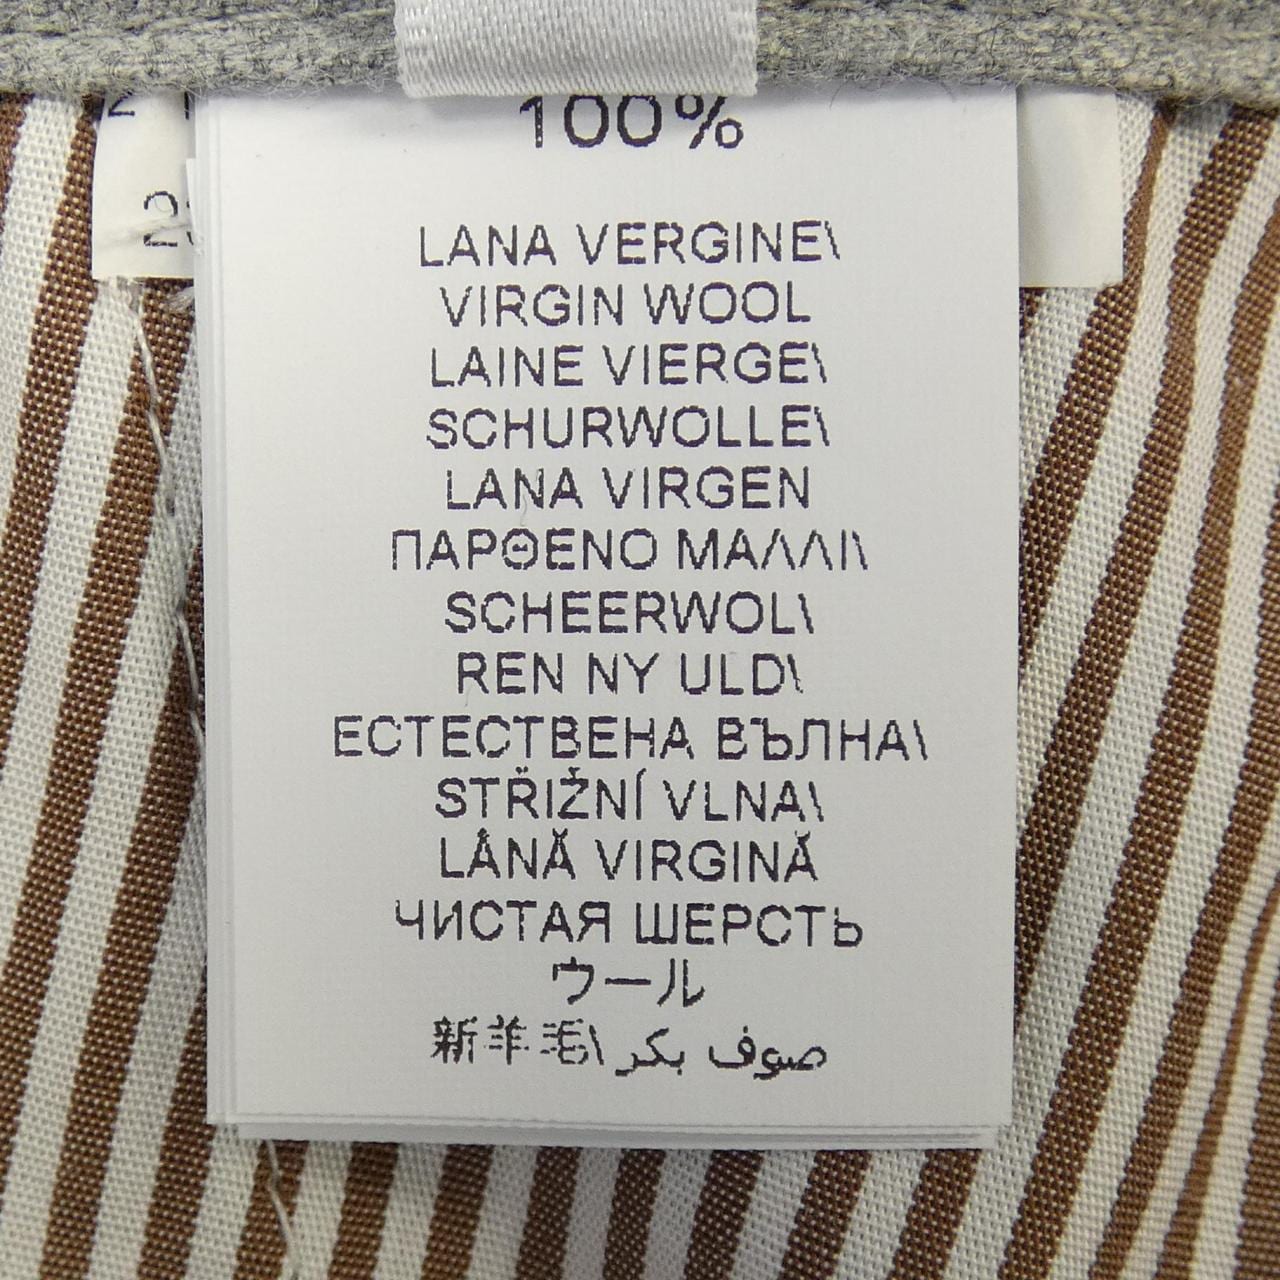 100%
LANA VERGINE\
VIRGIN WOOL
LAINE VIERGE\
SCHURWOLLE\
LANA VIRGEN
ΠΑΡΘΕΝΟ ΜΑΛΛΙ\
SCHEERWOL\
REN NY ULD\
ЕСТЕСТВЕНА ВЪЛНА\
STŘIŽNÍ VLNA\
LÂNĂ VIRGINĂ
ЧИСТАЯ ШЕРСТЬ
ウール
新羊毛\ صوف بكر